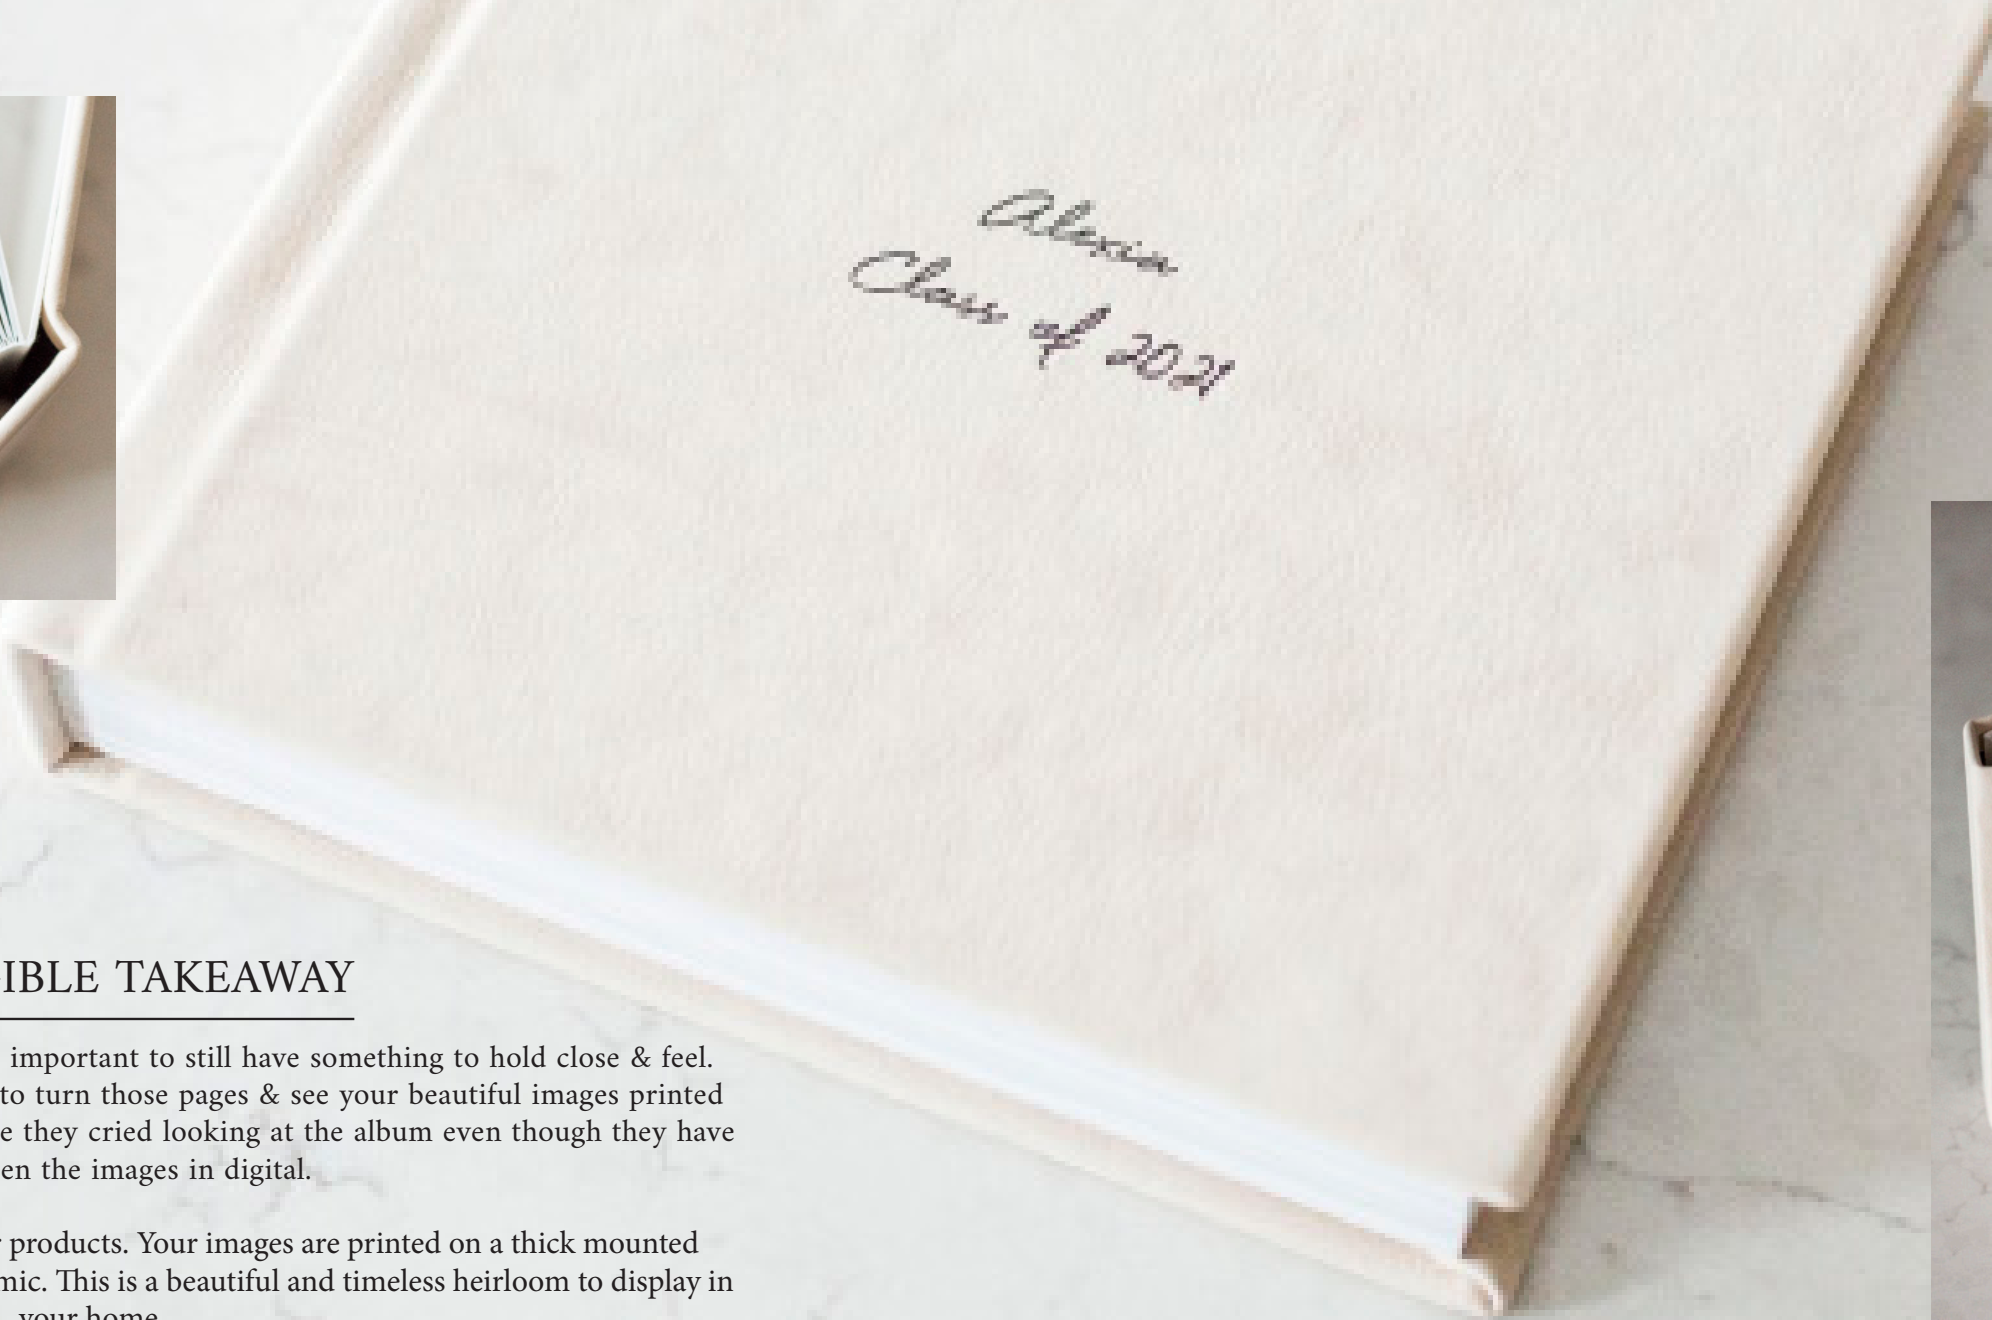 Alexia
Class of 2021
IBLE TAKEAWAY
important to still have something to hold close & feel.
to turn those pages & see your beautiful images printed
e they cried looking at the album even though they have
en the images in digital.
products. Your images are printed on a thick mounted
mic. This is a beautiful and timeless heirloom to display in
your home